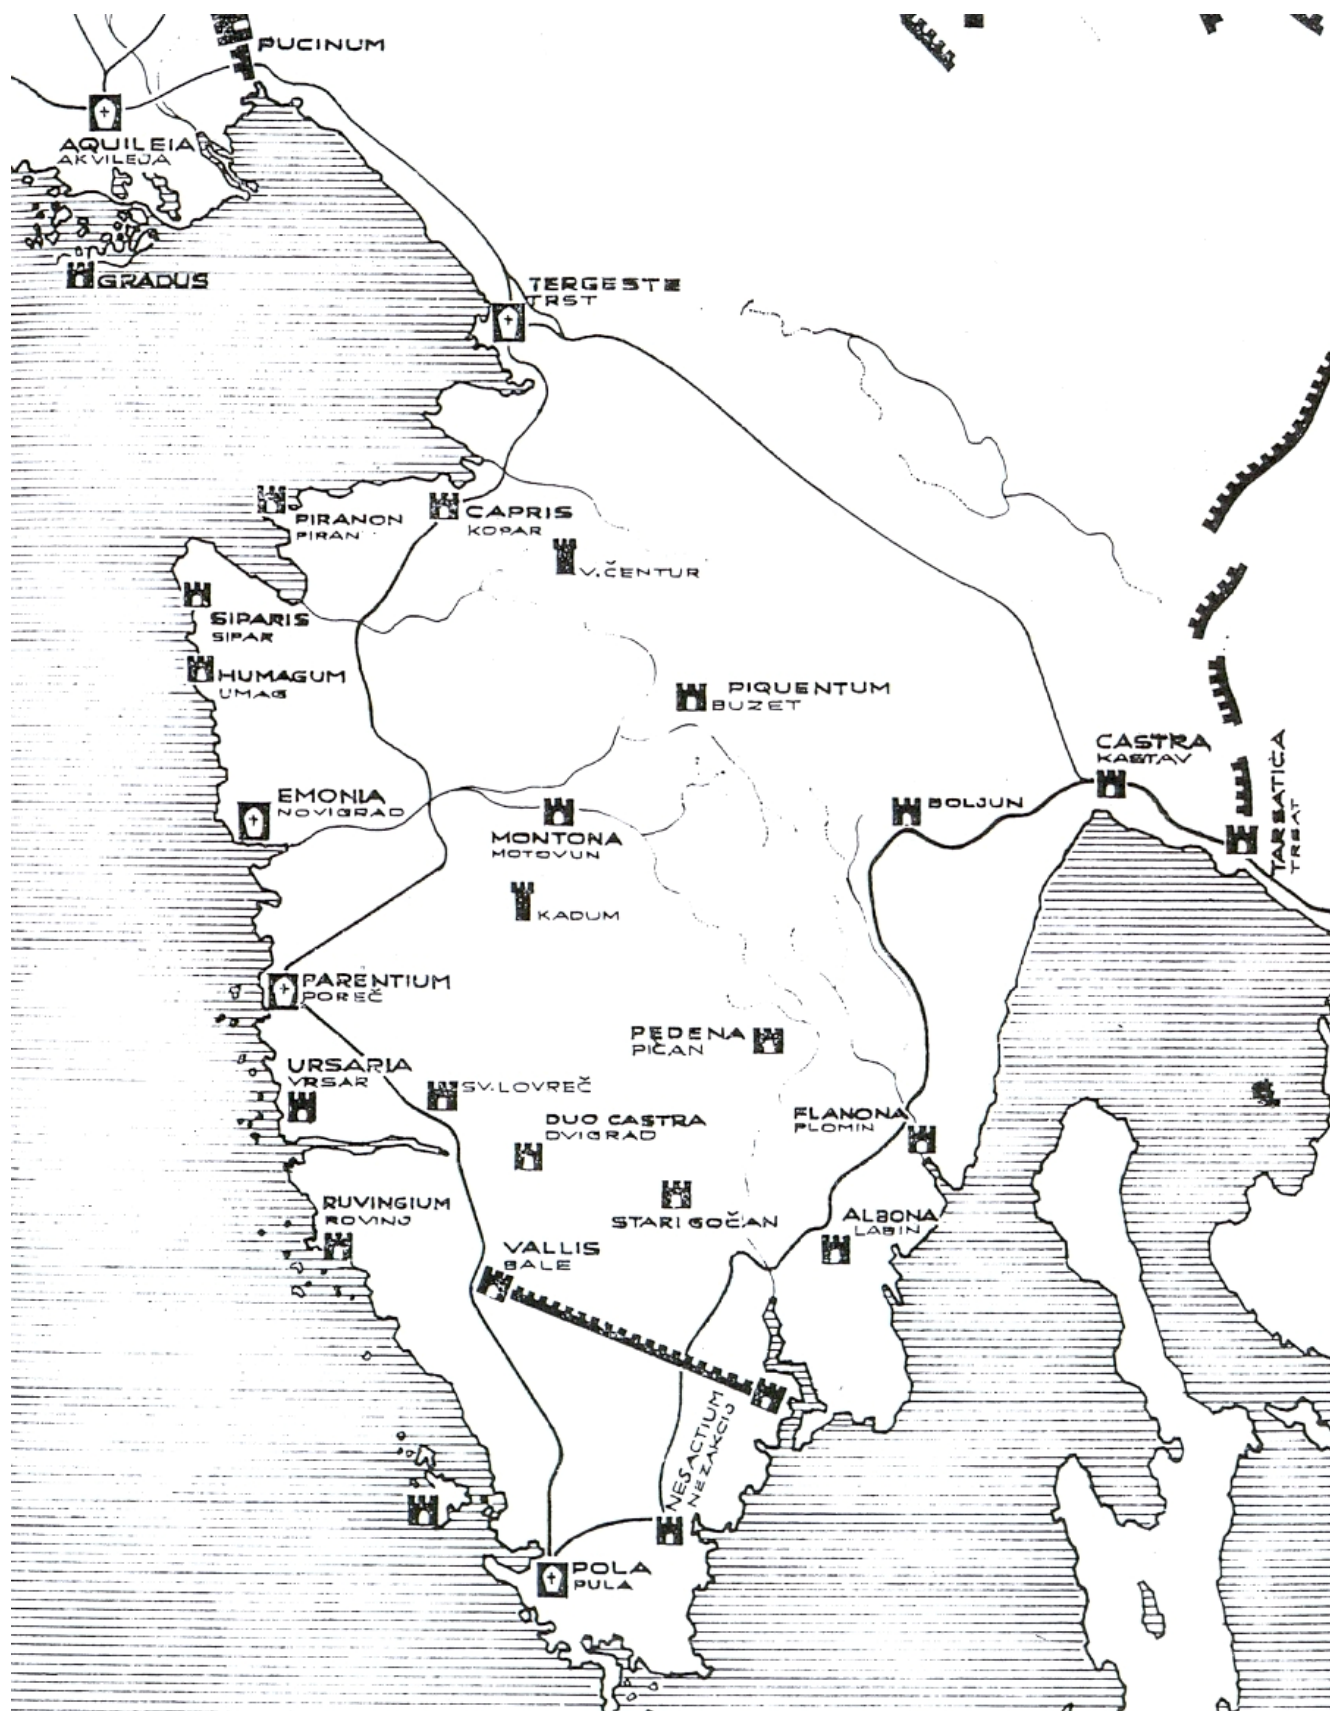 PUCINUM
AQUILEIA
AKVILEJA
GRADUS
TERGESTE
TRST
PIRANON
PIRAN
CAPRIS
KOPAR
V. ČENTUR
SIPARIS
SIPAR
HUMAGUM
UMAG
PIQUENTUM
BUZET
CASTRA
KASTAV
TARSATICA
TRSAT
EMONIA
NOVIGRAD
BOLJUN
MONTONA
MOTOVUN
KADUM
PARENTIUM
POREČ
PEDENA
PIČAN
URSARIA
VRSAR
SV. LOVREČ
DUO CASTRA
DVIGRAD
FLANONA
PLOMIN
RUVINGIUM
ROVINJ
STARI GOČAN
ALBONA
LABIN
VALLIS
BALE
NESACTIUM
NEZAKCIJ
POLA
PULA